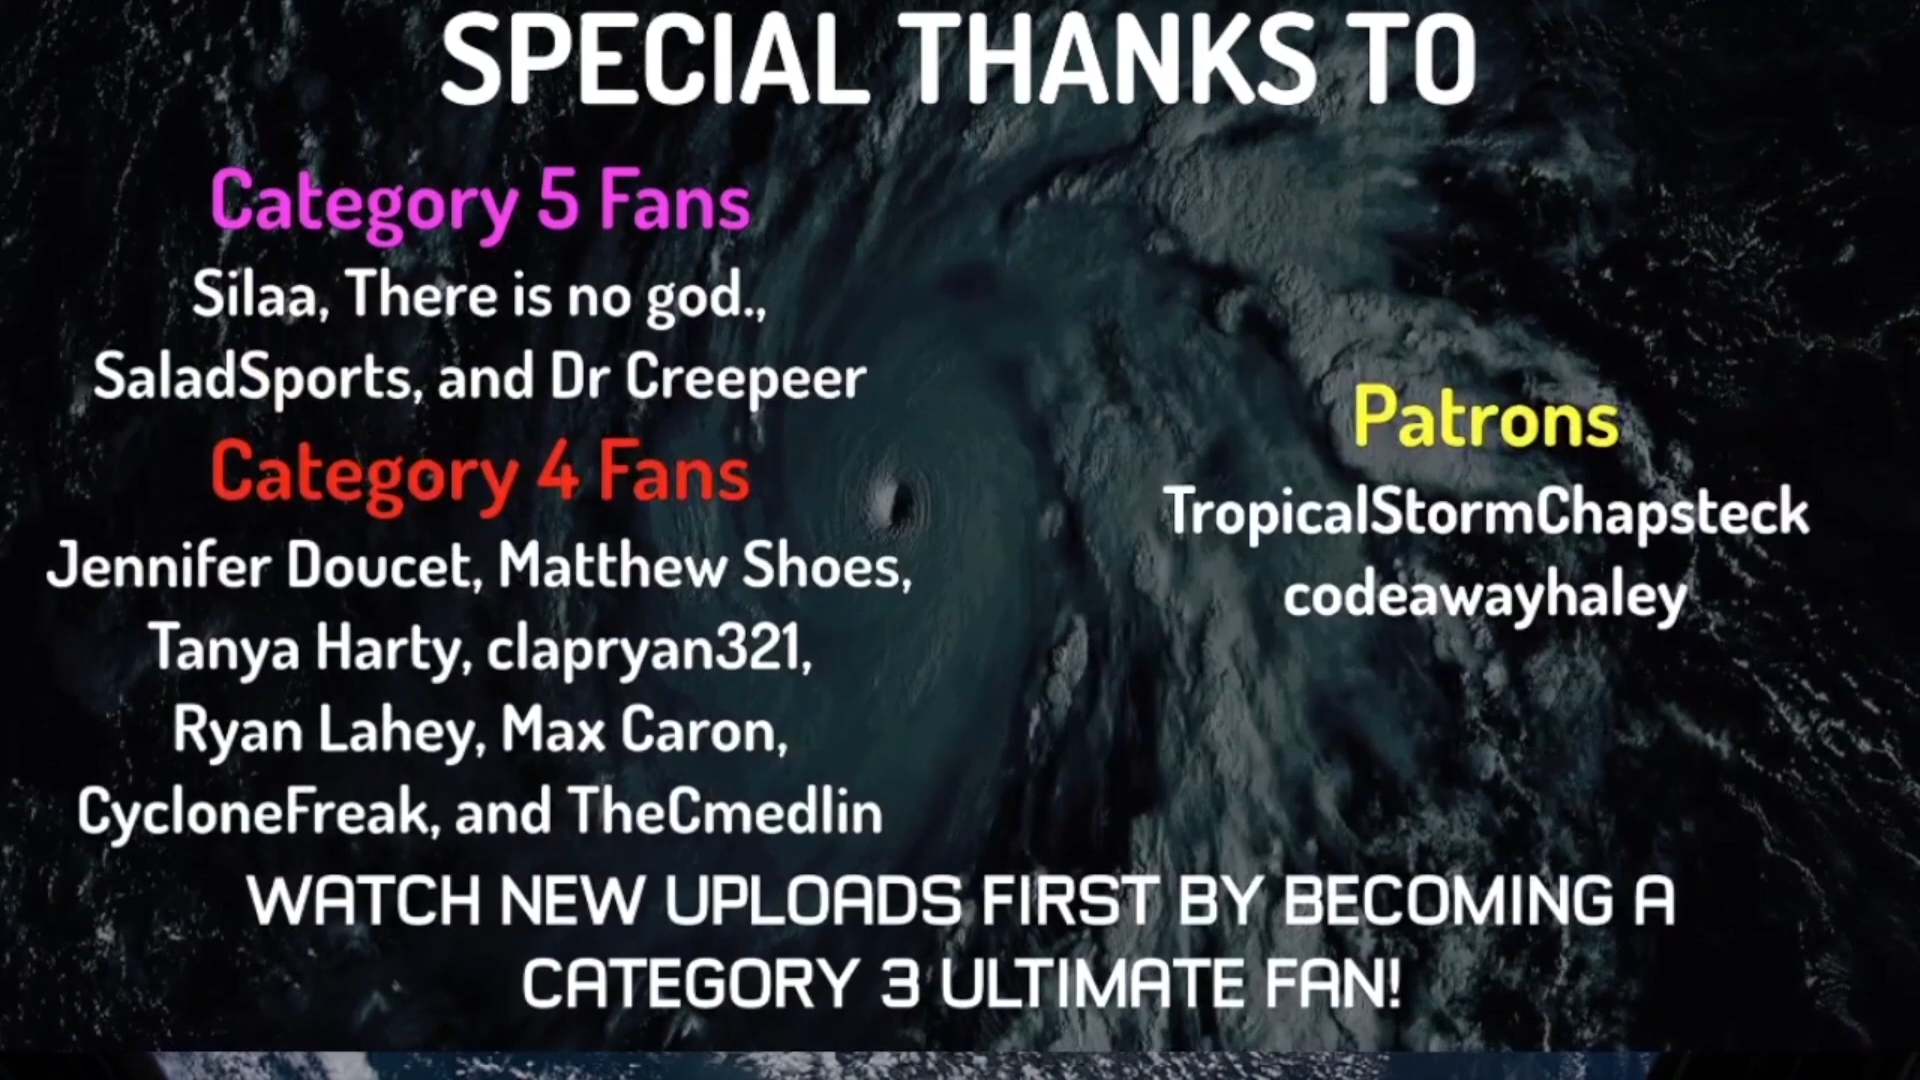 SPECIAL THANKS TO
Category 5 Fans
Silaa, There is no god.,
SaladSports, and Dr Creepeer
Category 4 Fans
Jennifer Doucet, Matthew Shoes,
Tanya Harty, clapryan321,
Ryan Lahey, Max Caron,
CycloneFreak, and TheCmedlin
Patrons
TropicalStormChapsteck
codeawayhaley
WATCH NEW UPLOADS FIRST BY BECOMING A
CATEGORY 3 ULTIMATE FAN!